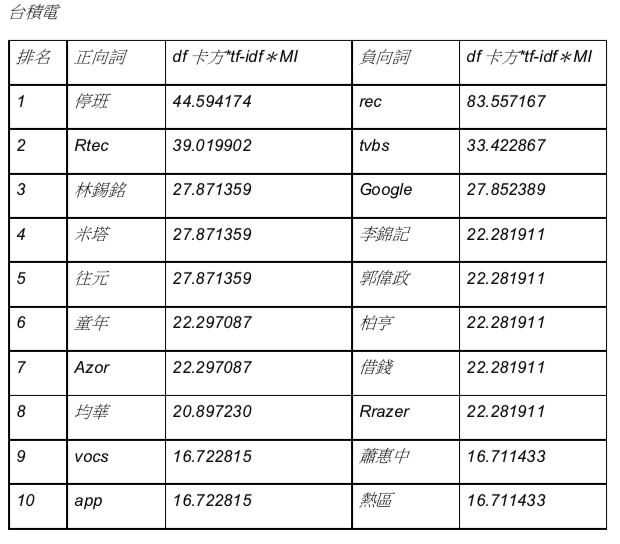 台積電
排名 正向詞 df 卡方*tf-idf＊MI 負向詞 df 卡方*tf-idf＊MI
1 停班 44.594174 rec 83.557167
2 Rtec 39.019902 tvbs 33.422867
3 林錫銘 27.871359 Google 27.852389
4 米塔 27.871359 李錦記 22.281911
5 往元 27.871359 郭偉政 22.281911
6 童年 22.297087 柏亨 22.281911
7 Azor 22.297087 借錢 22.281911
8 均華 20.897230 Rrazer 22.281911
9 vocs 16.722815 蕭惠中 16.711433
10 app 16.722815 熱區 16.711433